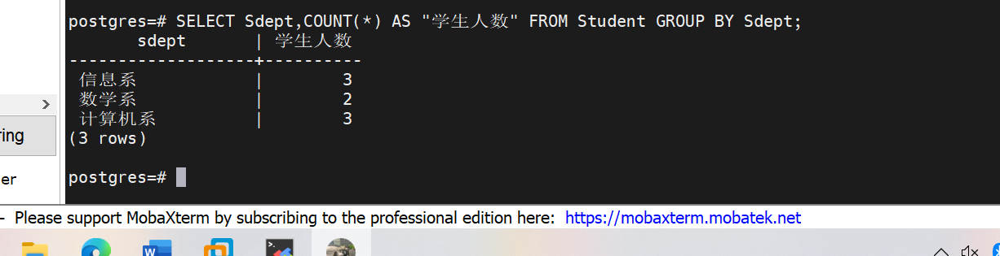 postgres=# SELECT Sdept,COUNT(*) AS "学生人数" FROM Student GROUP BY Sdept;
sdept | 学生人数
-------------------+----------
信息系 | 3
数学系 | 2
计算机系 | 3
(3 rows)
ring
er
postgres=#
- Please support MobaXterm by subscribing to the professional edition here: https://mobaxterm.mobatek.net